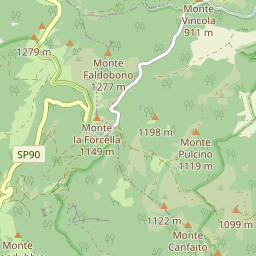 Monte
Vincola
911 m
1279 m
Monte
Faldobono
1277 m
Monte
la Forcella
1149 m
1198 m
Monte
Pulcino
1119 m
SP90
1122 m
Monte
Canfaito
1099 m
Monte